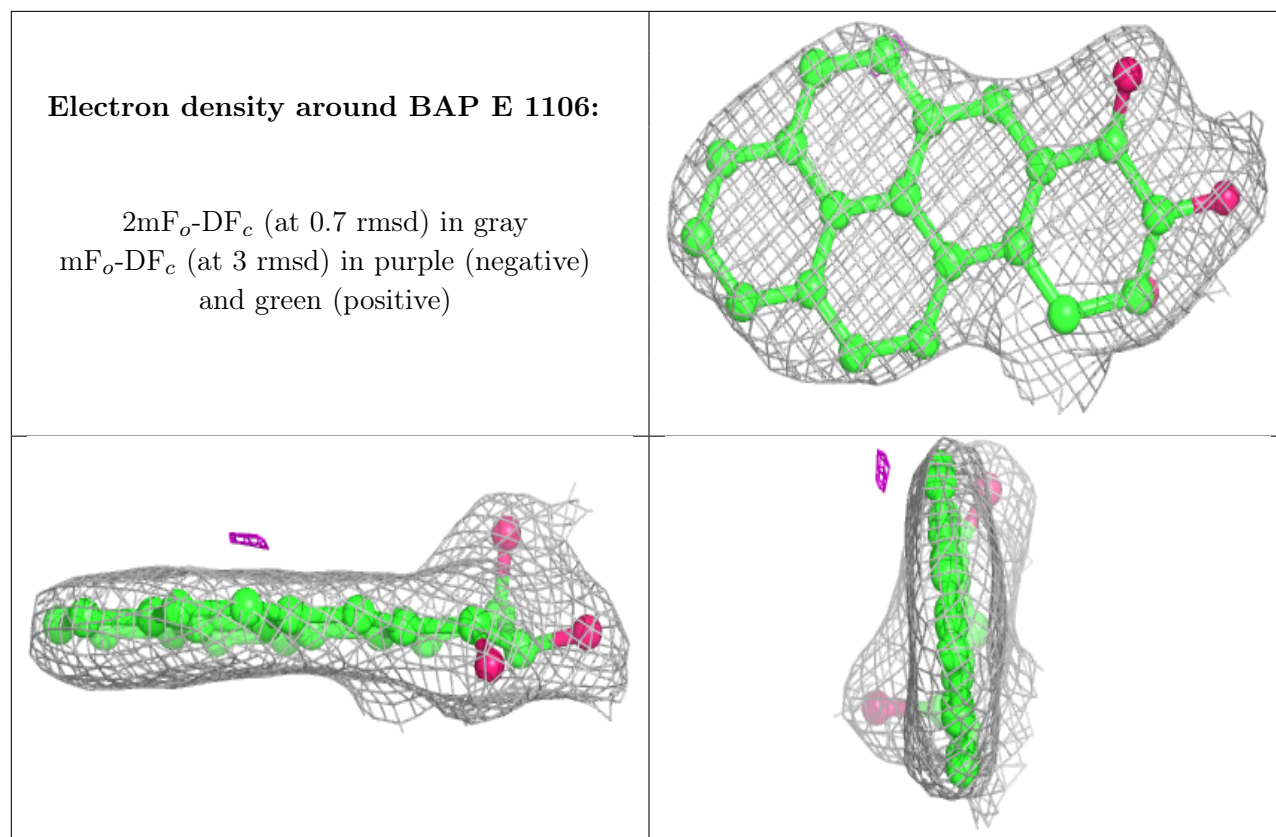 Electron density around BAP E 1106:
2mFo-DFc (at 0.7 rmsd) in gray
mFo-DFc (at 3 rmsd) in purple (negative)
and green (positive)